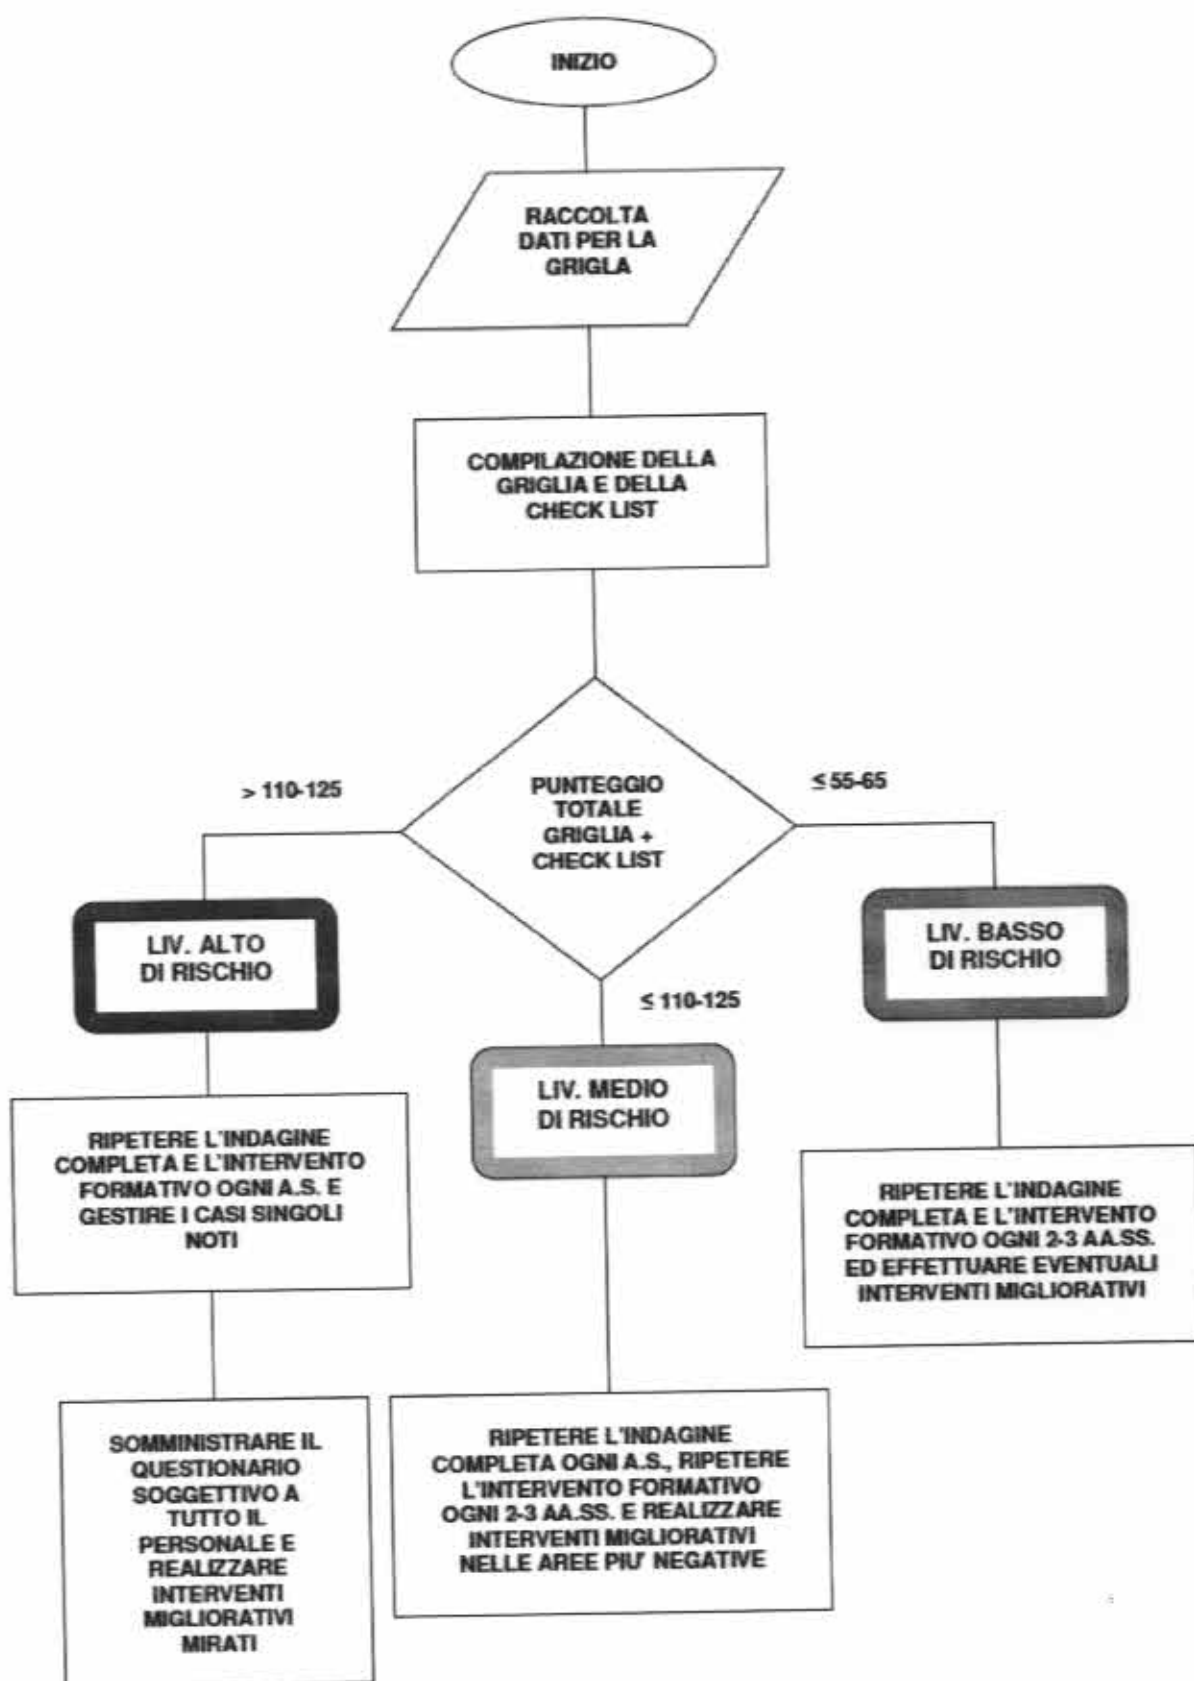 INIZIO
RACCOLTA
DATI PER LA
GRIGLA
COMPILAZIONE DELLA
GRIGLIA E DELLA
CHECK LIST
PUNTEGGIO
TOTALE
GRIGLIA +
CHECK LIST
> 110-125
≤ 55-65
≤ 110-125
LIV. ALTO
DI RISCHIO
LIV. MEDIO
DI RISCHIO
LIV. BASSO
DI RISCHIO
RIPETERE L'INDAGINE
COMPLETA E L'INTERVENTO
FORMATIVO OGNI A.S. E
GESTIRE I CASI SINGOLI
NOTI
RIPETERE L'INDAGINE
COMPLETA E L'INTERVENTO
FORMATIVO OGNI 2-3 AA.SS.
ED EFFETTUARE EVENTUALI
INTERVENTI MIGLIORATIVI
SOMMINISTRARE IL
QUESTIONARIO
SOGGETTIVO A
TUTTO IL
PERSONALE E
REALIZZARE
INTERVENTI
MIGLIORATIVI
MIRATI
RIPETERE L'INDAGINE
COMPLETA OGNI A.S., RIPETERE
L'INTERVENTO FORMATIVO
OGNI 2-3 AA.SS. E REALIZZARE
INTERVENTI MIGLIORATIVI
NELLE AREE PIU' NEGATIVE